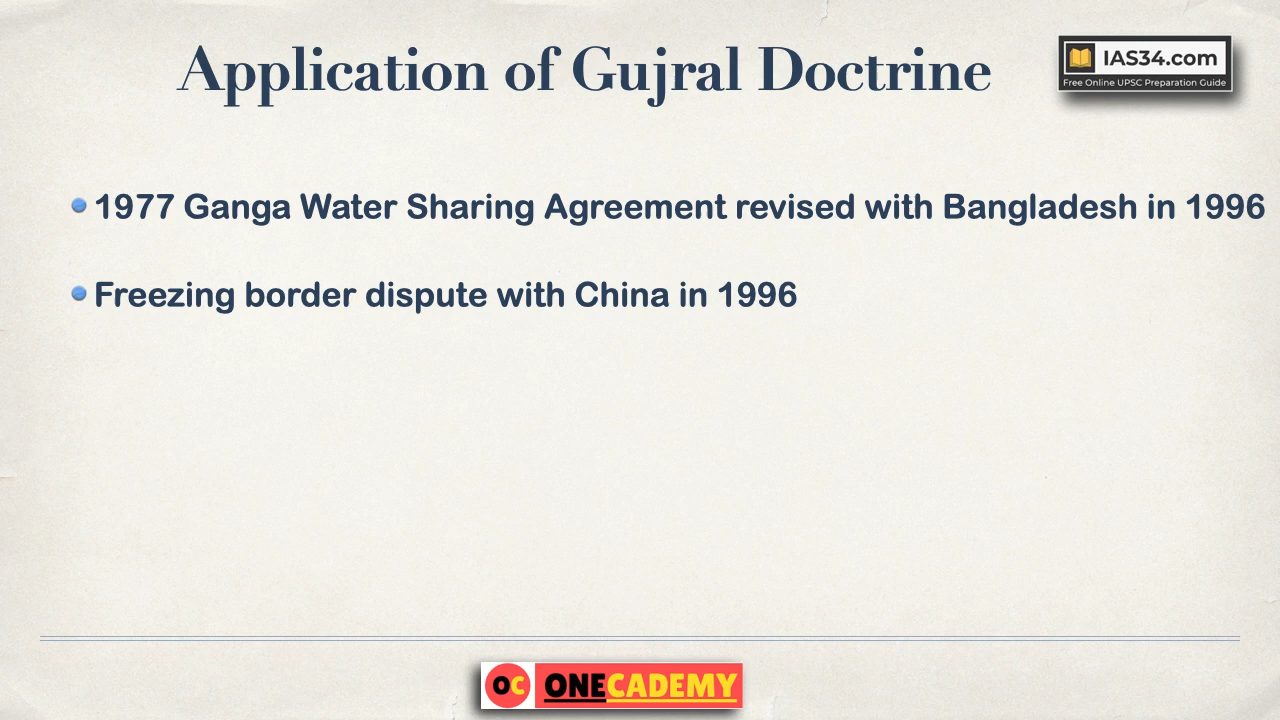 Application of Gujral Doctrine
IAS34.com
Free Online UPSC Preparation Guide
1977 Ganga Water Sharing Agreement revised with Bangladesh in 1996
Freezing border dispute with China in 1996
OC ONECADEMY